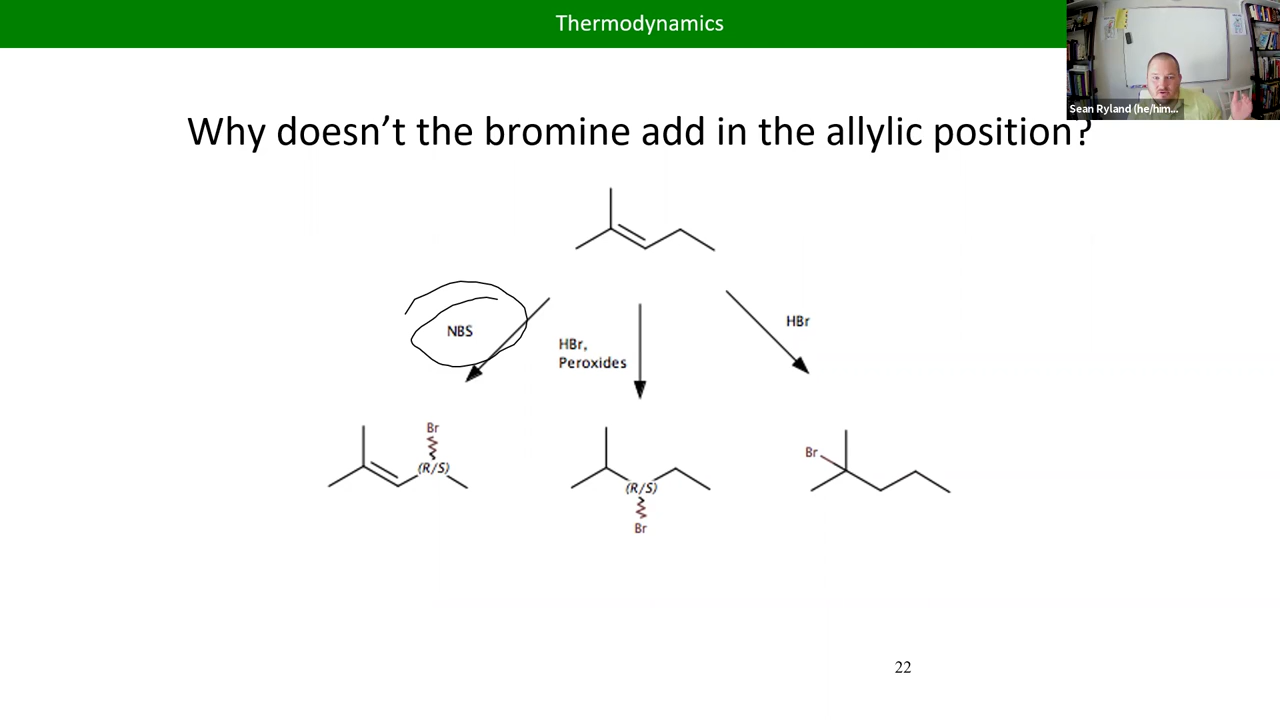 Thermodynamics
Sean Ryland (he/him...
Why doesn't the bromine add in the allylic position?
NBS
HBr,
Peroxides
HBr
Br
(R/S)
(R/S)
Br
Br
22